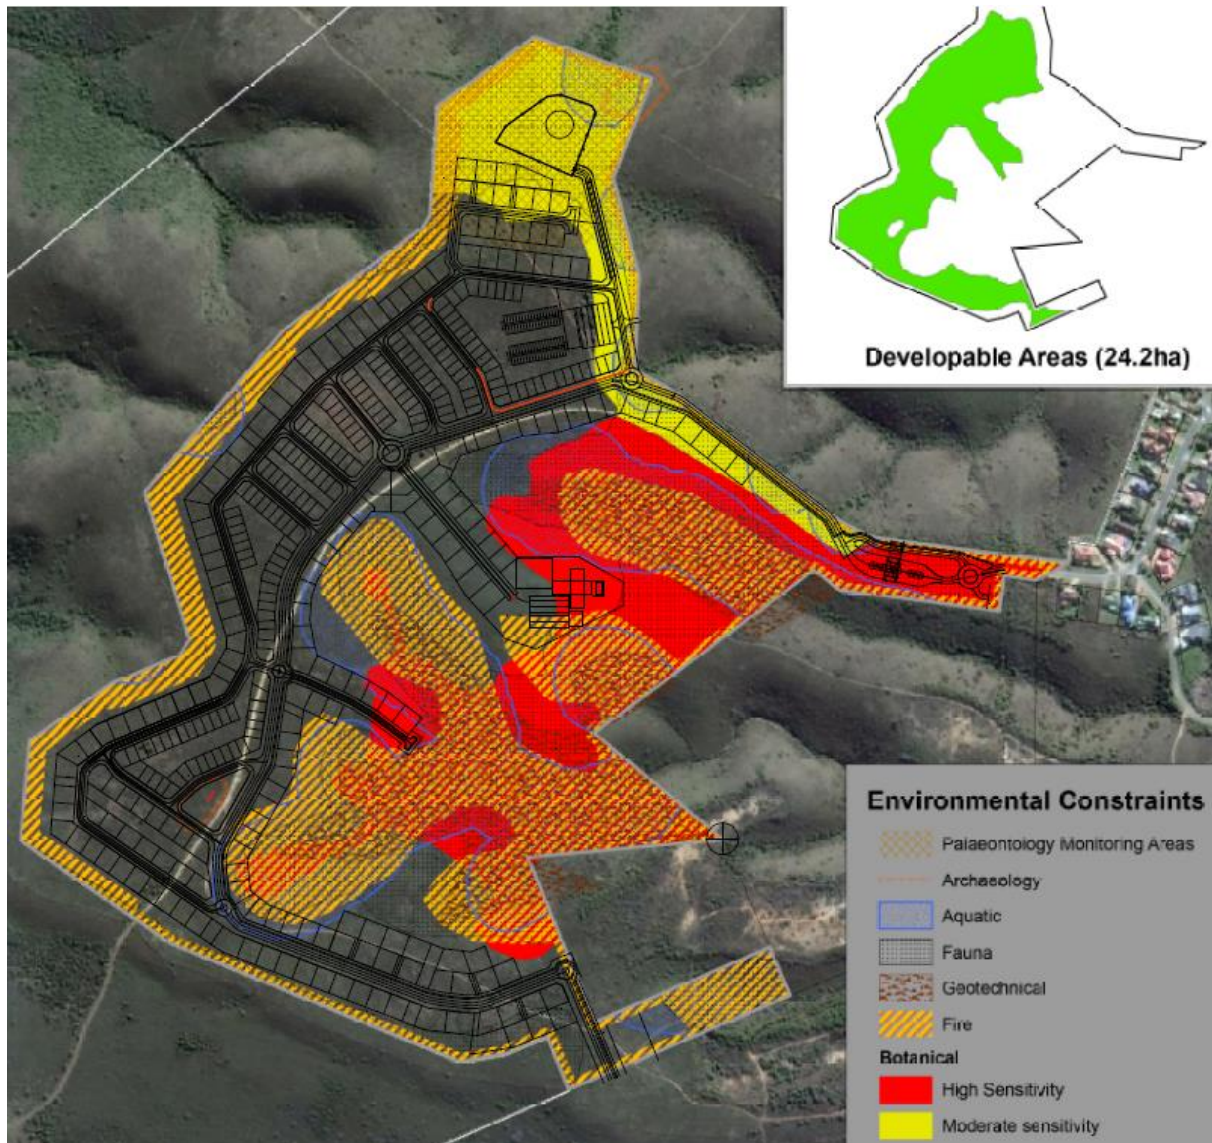 Developable Areas (24.2ha)
Environmental Constraints
Palaeontology Monitoring Areas
Archaeology
Aquatic
Fauna
Geotechnical
Fire
Botanical
High Sensitivity
Moderate sensitivity